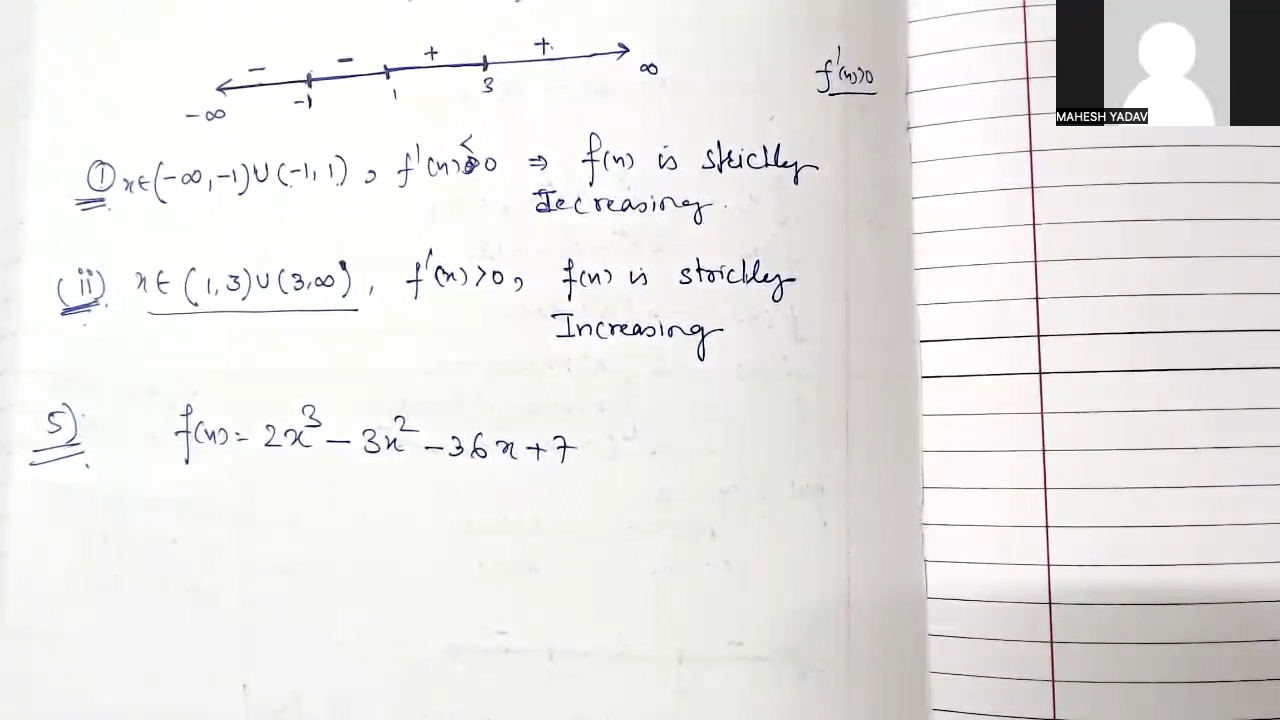 - - + +
-∞ -1 1 3 ∞
f'(x)>0
MAHESH YADAV
① x∈(-∞,-1)∪(-1,1), f'(x)<0 ⇒ f(x) is strictly
Decreasing.
(ii) x∈(1,3)∪(3,∞), f'(x)>0, f(x) is strictly
Increasing
5) f(x)= 2x³-3x²-36x+7